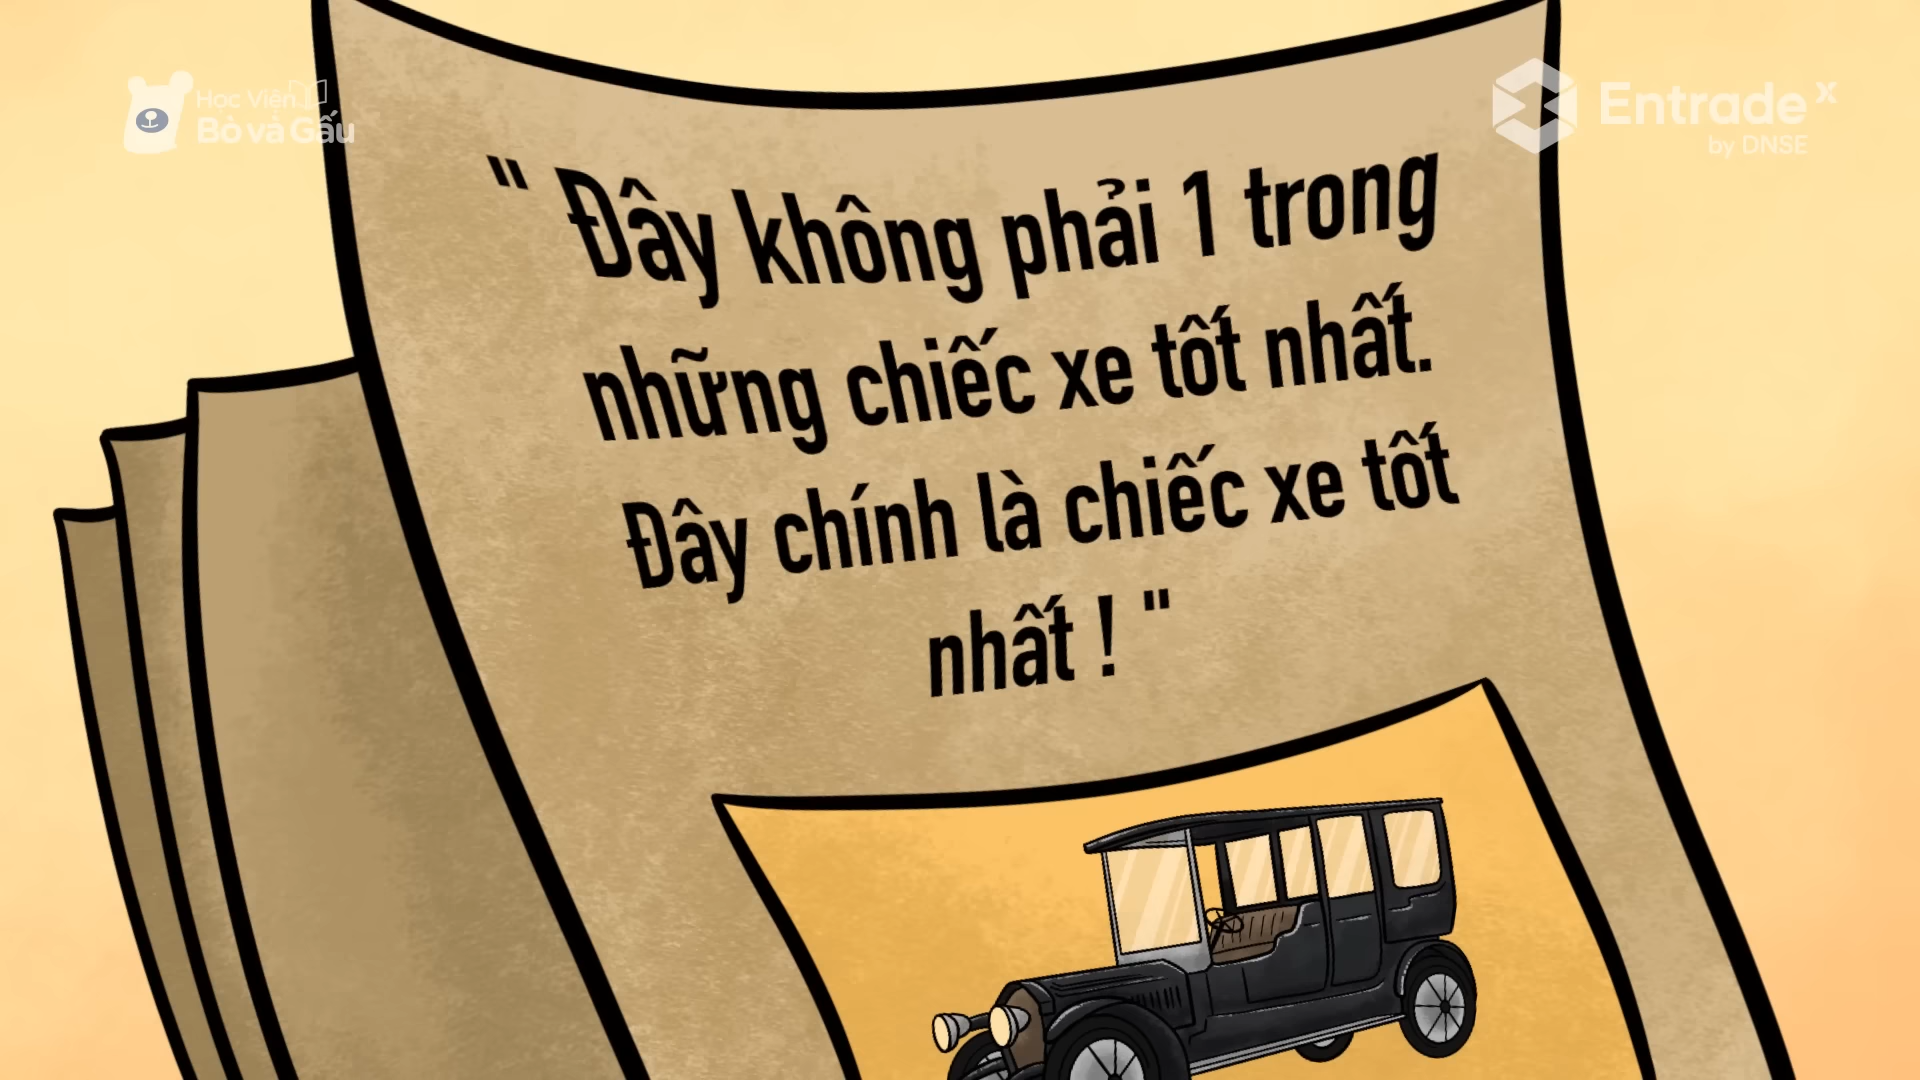 Học Viện
Bò và Gấu
Entrade x
by DNSE
" Đây không phải 1 trong
những chiếc xe tốt nhất.
Đây chính là chiếc xe tốt
nhất ! "